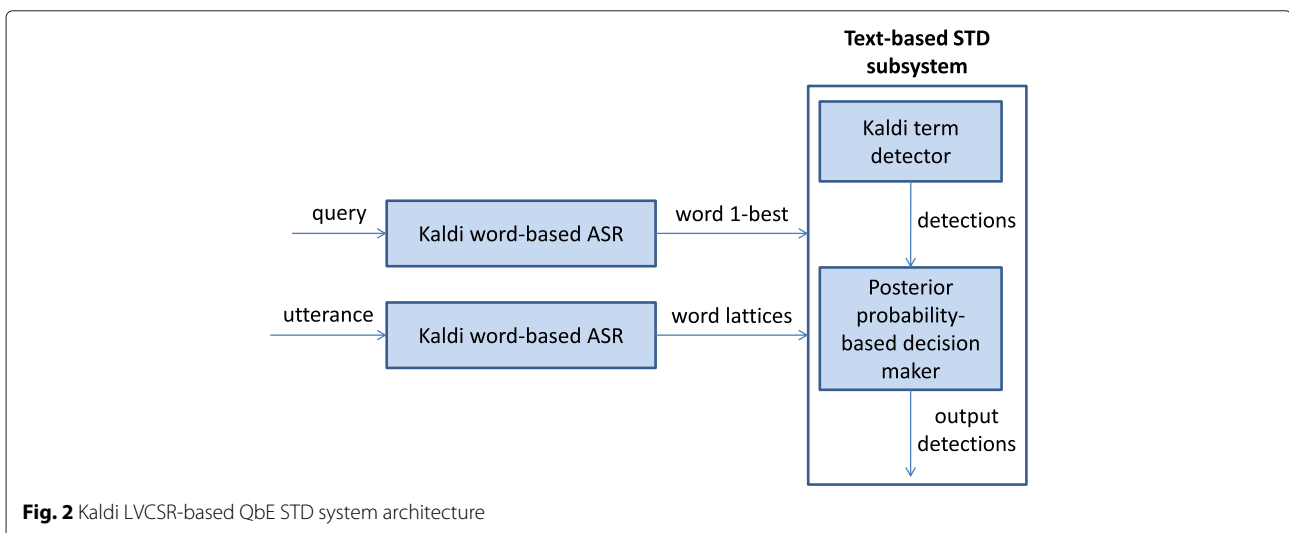 Text-based STD
subsystem
Kaldi term
detector
query
Kaldi word-based ASR
word 1-best
detections
utterance
Kaldi word-based ASR
word lattices
Posterior
probability-
based decision
maker
output
detections
Fig. 2 Kaldi LVCSR-based QbE STD system architecture